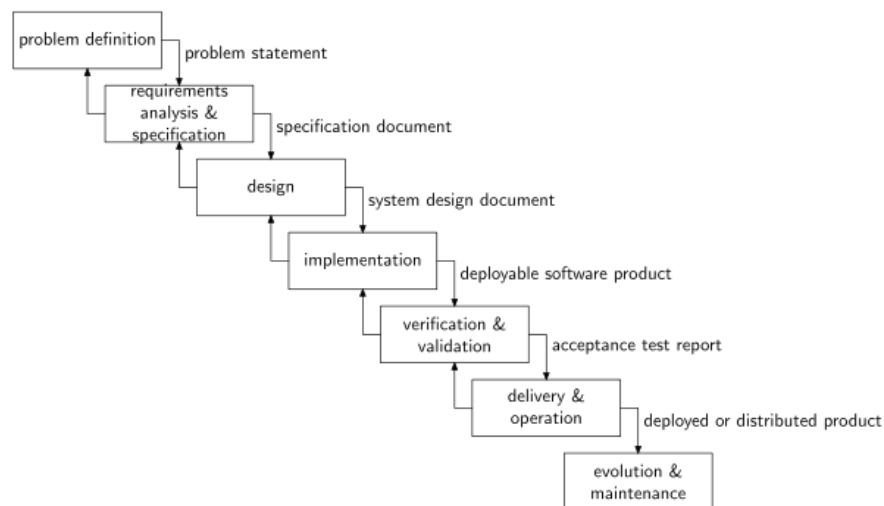 problem definition
problem statement
requirements
analysis &
specification
specification document
design
system design document
implementation
deployable software product
verification &
validation
acceptance test report
delivery &
operation
deployed or distributed product
evolution &
maintenance